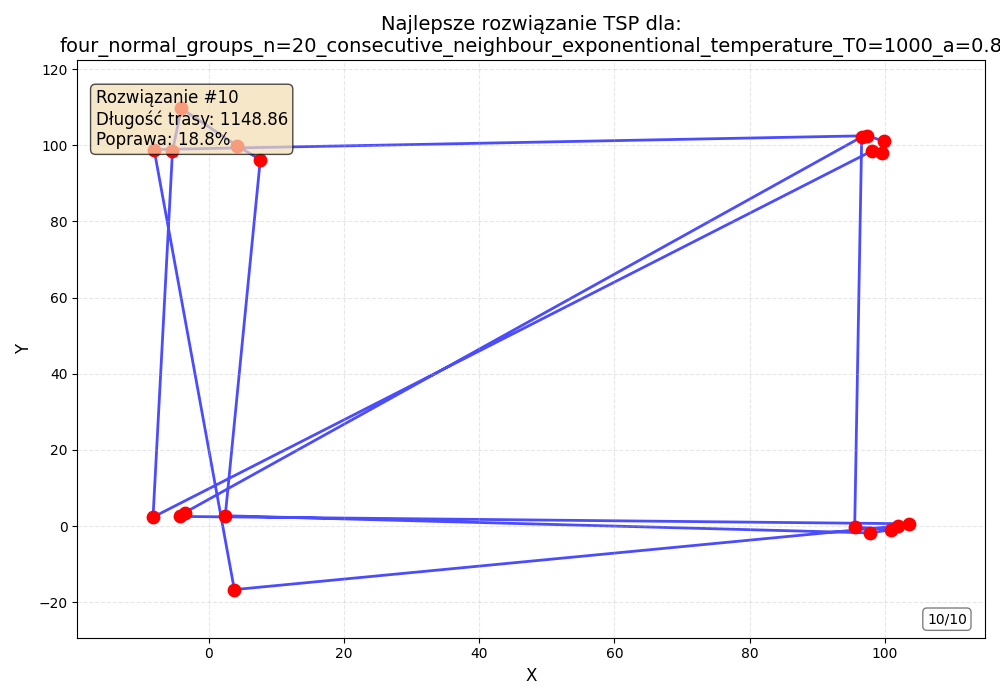 Najlepsze rozwiązanie TSP dla:
four_normal_groups_n=20_consecutive_neighbour_exponentional_temperature_T0=1000_a=0.8
Rozwiązanie #10
Długość trasy: 1148.86
Poprawa: 18.8%
120
100
80
60
40
20
0
−20
Y
0
20
40
60
80
100
X
10/10